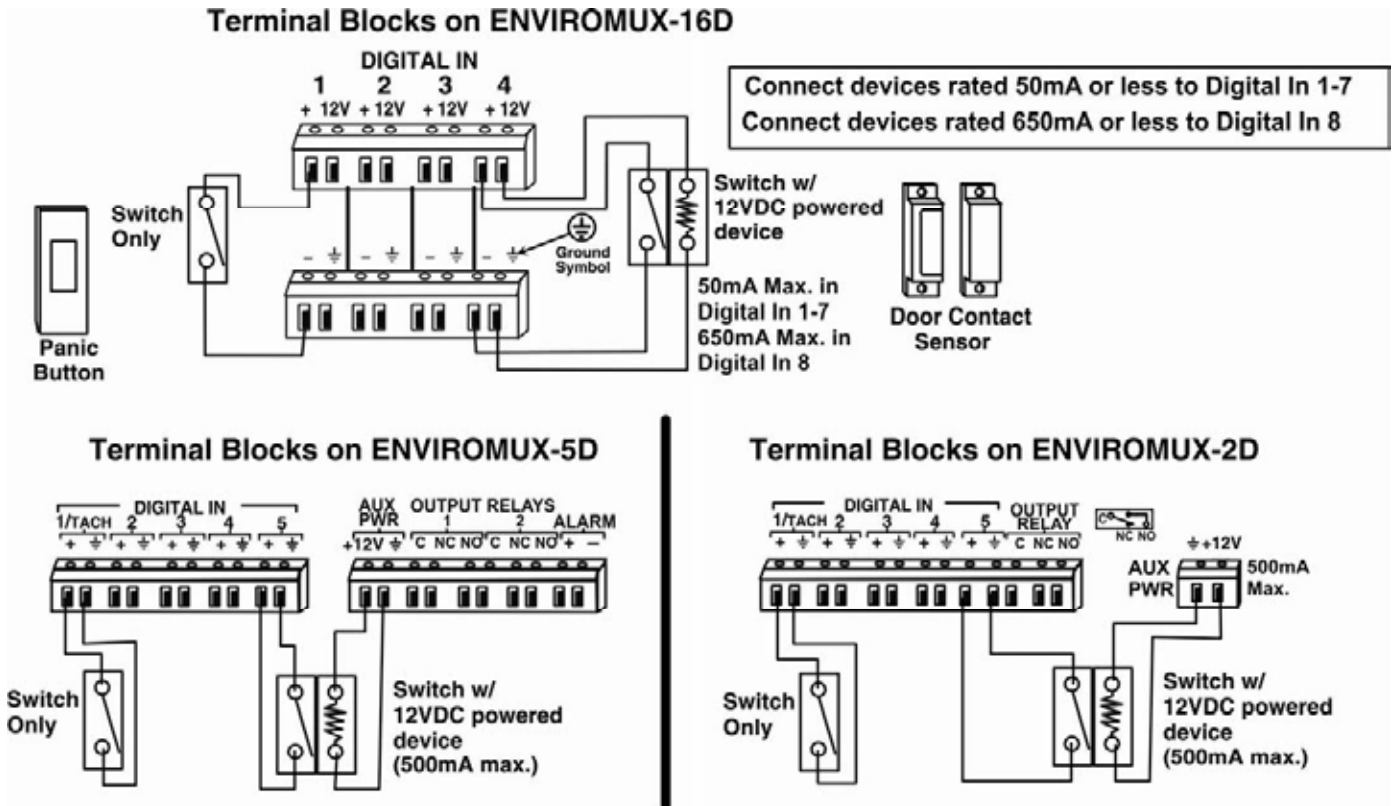 Terminal Blocks on ENVIROMUX-16D
DIGITAL IN
1 2 3 4
+ 12V + 12V + 12V + 12V
Connect devices rated 50mA or less to Digital In 1-7
Connect devices rated 650mA or less to Digital In 8
Panic
Button
Switch
Only
− ⏚ − ⏚ − ⏚ − ⏚
Ground
Symbol
Switch w/
12VDC powered
device
50mA Max. in
Digital In 1-7
650mA Max. in
Digital In 8
Door Contact
Sensor
Terminal Blocks on ENVIROMUX-5D
DIGITAL IN
1/TACH 2 3 4 5
+ ⏚ + ⏚ + ⏚ + ⏚ + ⏚
AUX
PWR
+12V ⏚
OUTPUT RELAYS
1 2
C NC NO C NC NO
ALARM
+ −
Switch
Only
Switch w/
12VDC powered
device
(500mA max.)
Terminal Blocks on ENVIROMUX-2D
DIGITAL IN
1/TACH 2 3 4 5
+ ⏚ + ⏚ + ⏚ + ⏚ + ⏚
OUTPUT
RELAY
C NC NO
C
NC NO
⏚ +12V
AUX
PWR
500mA
Max.
Switch
Only
Switch w/
12VDC powered
device
(500mA max.)